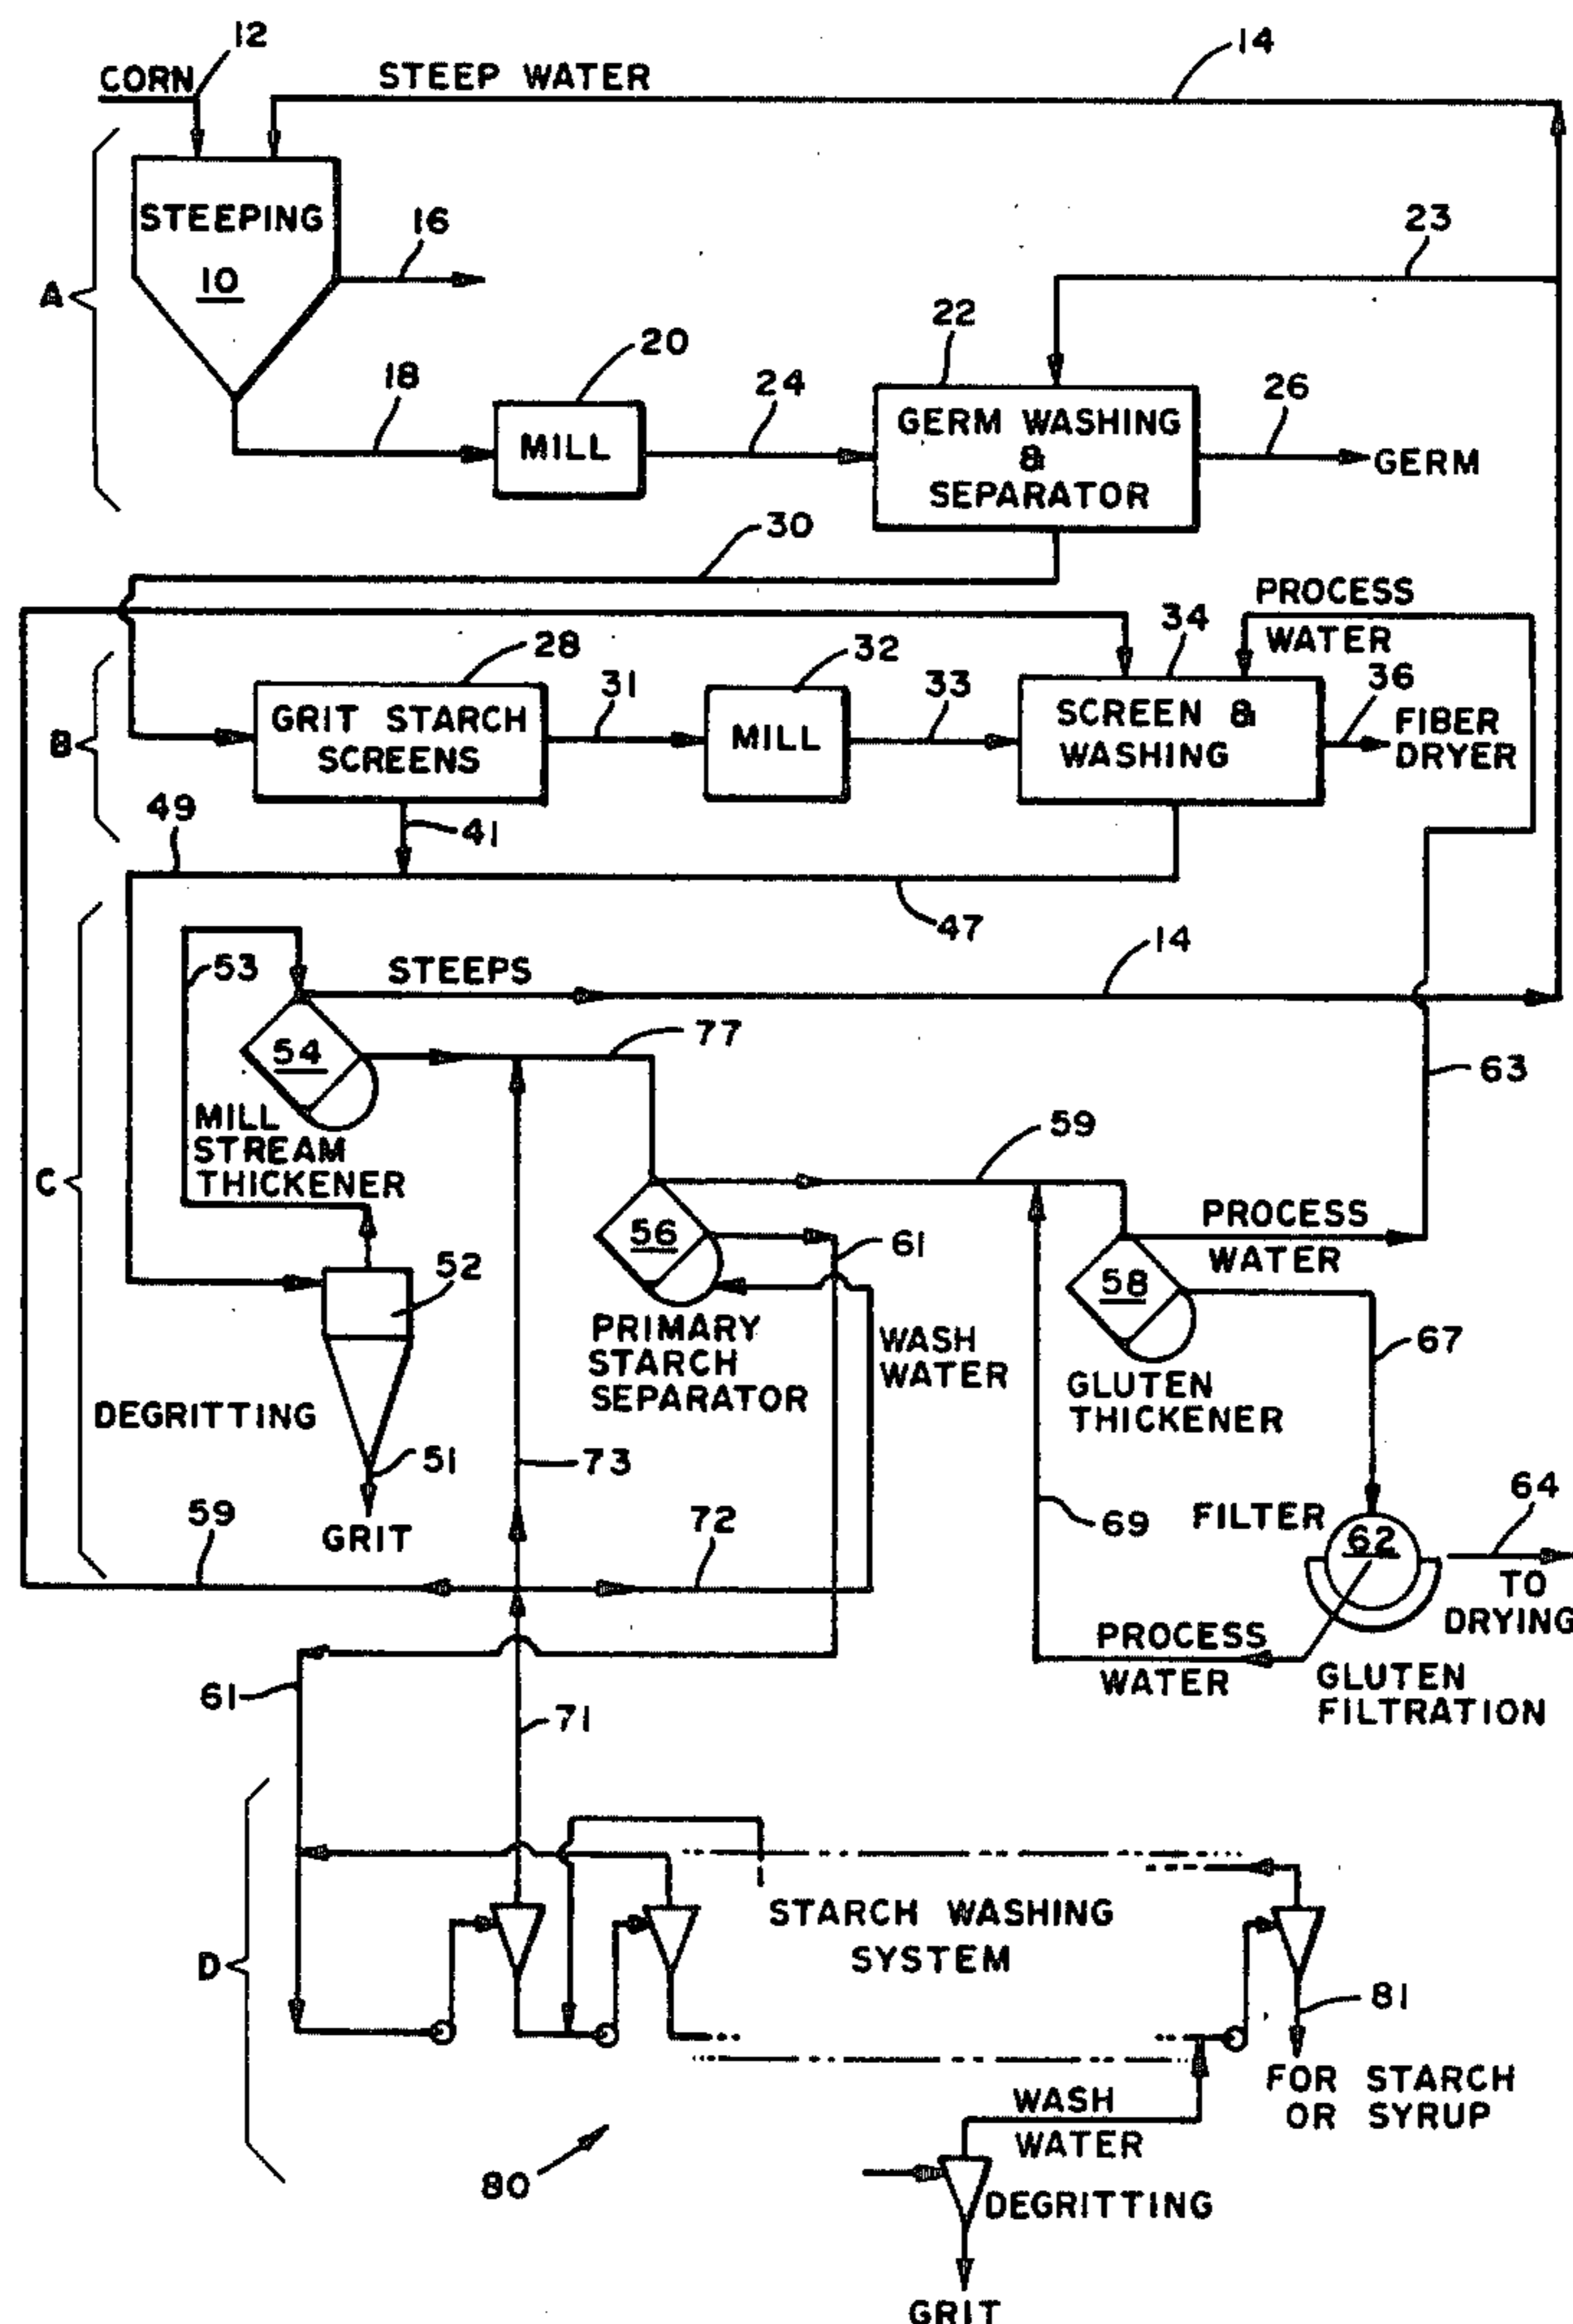 12
14
CORN
STEEP WATER
STEEPING
10
16
23
A
22
20
18
24
26
MILL
GERM WASHING
&
SEPARATOR
GERM
30
PROCESS
WATER
34
28
32
31
33
36
B
GRIT STARCH
SCREENS
MILL
SCREEN &
WASHING
FIBER
DRYER
49
41
47
14
53
STEEPS
54
77
63
MILL
STREAM
THICKENER
59
C
PROCESS
WATER
56
61
52
58
PRIMARY
STARCH
SEPARATOR
WASH
WATER
67
GLUTEN
THICKENER
DEGRITTING
51
73
64
59
72
69
FILTER
62
GRIT
TO
DRYING
PROCESS
WATER
GLUTEN
FILTRATION
61
71
D
STARCH WASHING
SYSTEM
81
FOR STARCH
OR SYRUP
WASH
WATER
80
DEGRITTING
GRIT